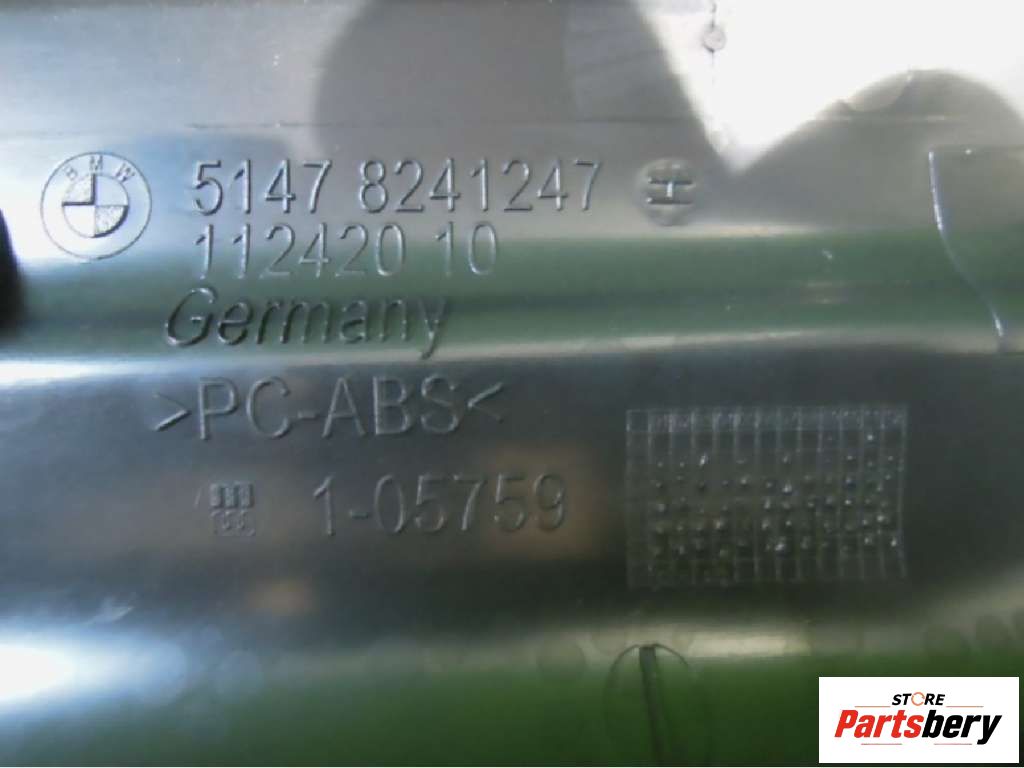 BMW 5147 8241247 H
112420 10
Germany
>PC-ABS<
1-05759
STORE
Partsbery